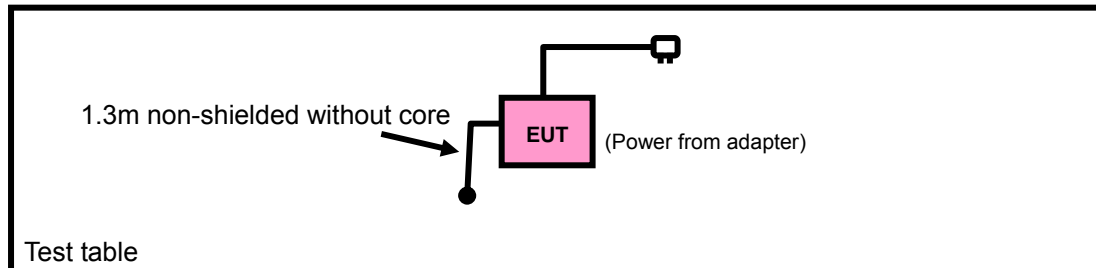 1.3m non-shielded without core
EUT
(Power from adapter)
Test table